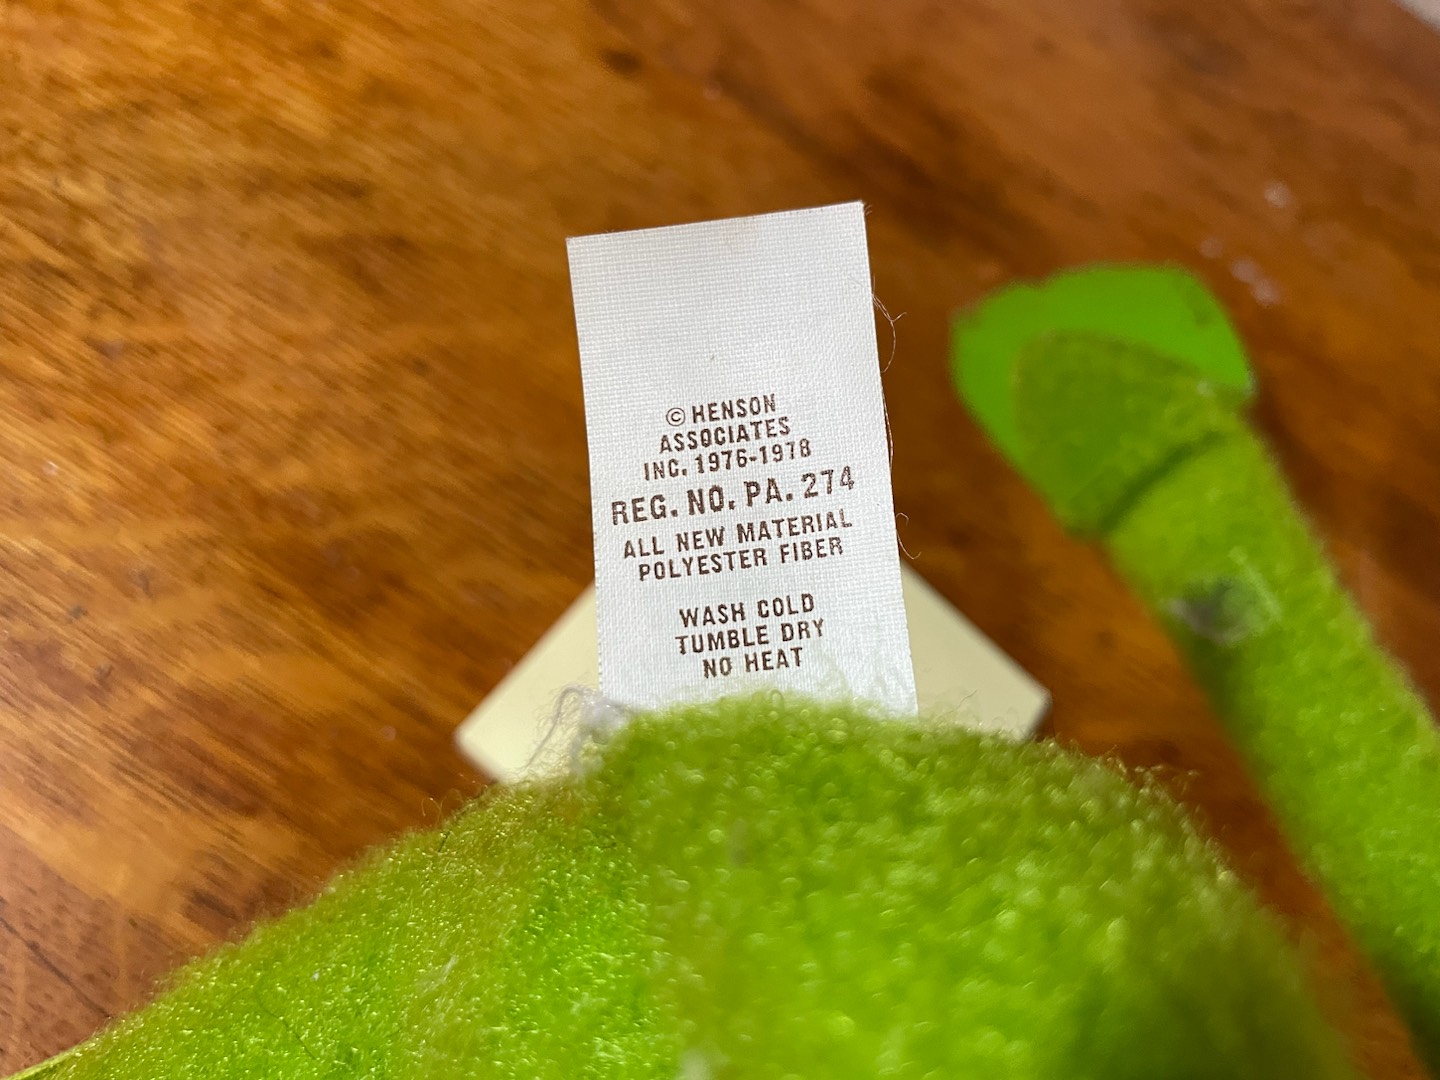 © HENSON
ASSOCIATES
INC. 1976-1978
REG. NO. PA. 274
ALL NEW MATERIAL
POLYESTER FIBER
WASH COLD
TUMBLE DRY
NO HEAT